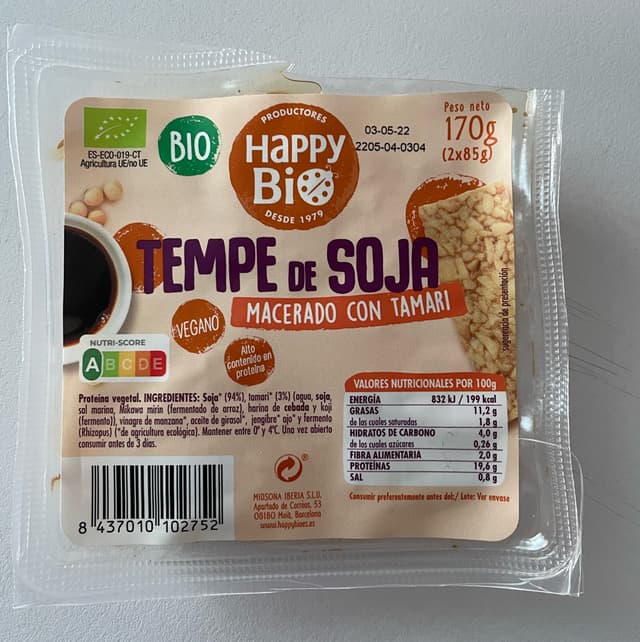 PRODUCTORES
HaPPY
BiO
DESDE 1979
ES-ECO-019-CT
Agricultura UE/no UE
BIO
03-05-22
2205-04-0304
Peso neto
170g
(2x85g)
TEMPE DE SOJA
MACERADO CON TAMARI
VEGANO
Alto
contenido en
proteína
sugerencia de presentación
NUTRI-SCORE
A B C D E
Proteína vegetal. INGREDIENTES: Soja* (94%), tamari* (3%) (agua, soja,
sal marina, Mikawa mirin (fermentado de arroz), harina de cebada y koji
(fermento)), vinagre de manzana*, aceite de girasol*, jengibre* ajo* y fermento
(Rhizopus) (*de agricultura ecológica). Mantener entre 0° y 4°C. Una vez abierto
consumir antes de 3 días.
VALORES NUTRICIONALES POR 100g
ENERGÍA 832 kJ / 199 kcal
GRASAS 11,2 g
de las cuales saturadas 1,8 g
HIDRATOS DE CARBONO 4,0 g
de los cuales azúcares 0,26 g
FIBRA ALIMENTARIA 2,0 g
PROTEÍNAS 19,6 g
SAL 0,8 g
Consumir preferentemente antes del:/ Lote: Ver envase
8 437010 102752
MIDSONA IBERIA S.L.U.
Apartado de Correos, 53
08180 Moià, Barcelona
www.happybioes.es